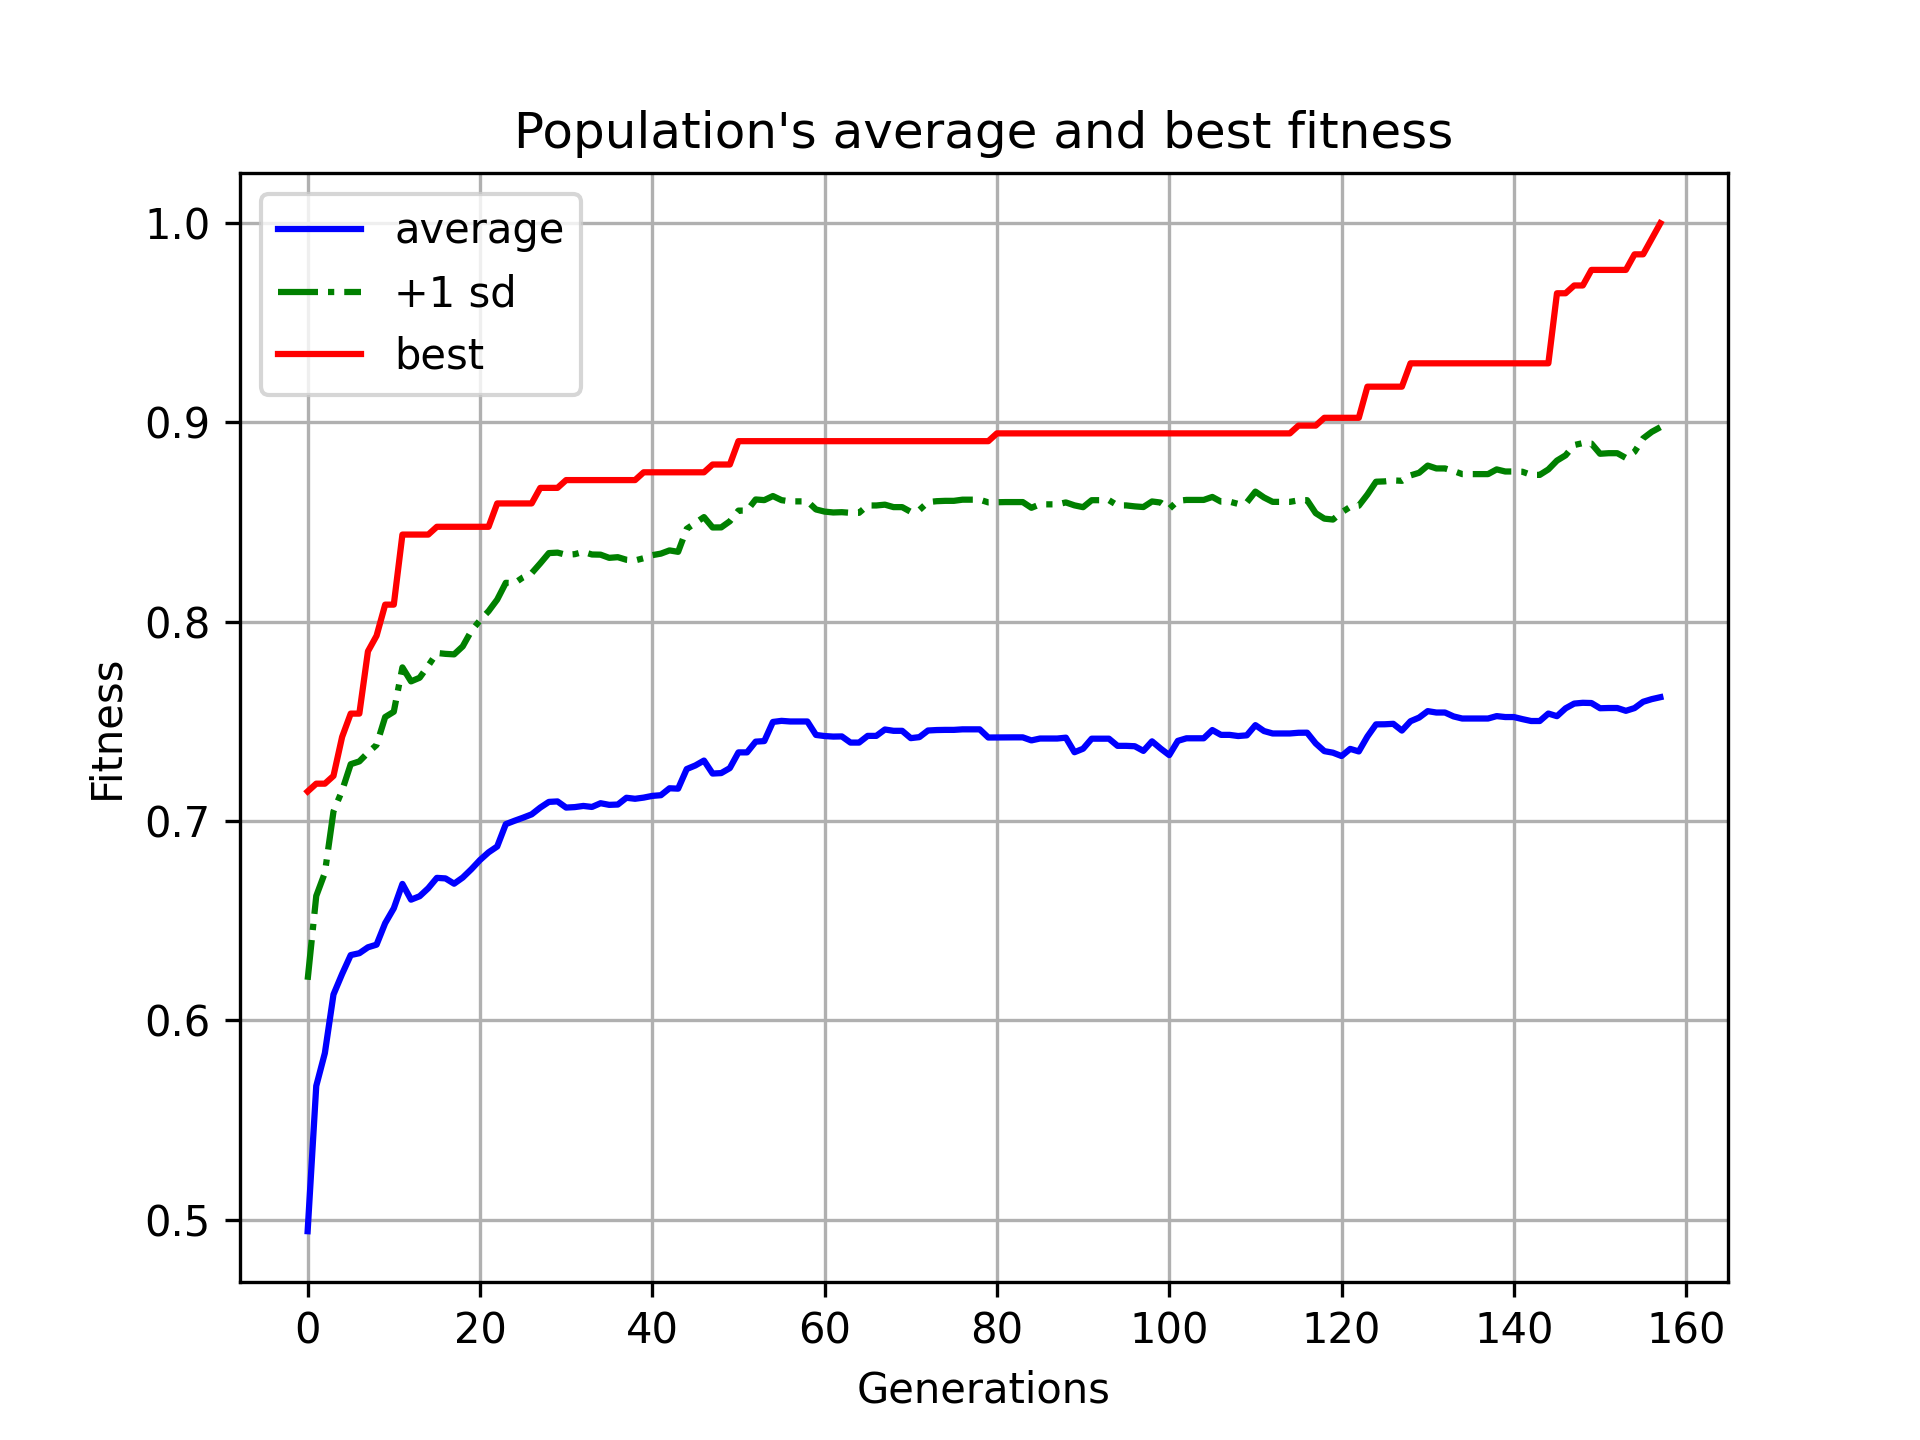 Population's average and best fitness
average
+1 sd
best
1.0
0.9
0.8
0.7
0.6
0.5
Fitness
0 20 40 60 80 100 120 140 160
Generations